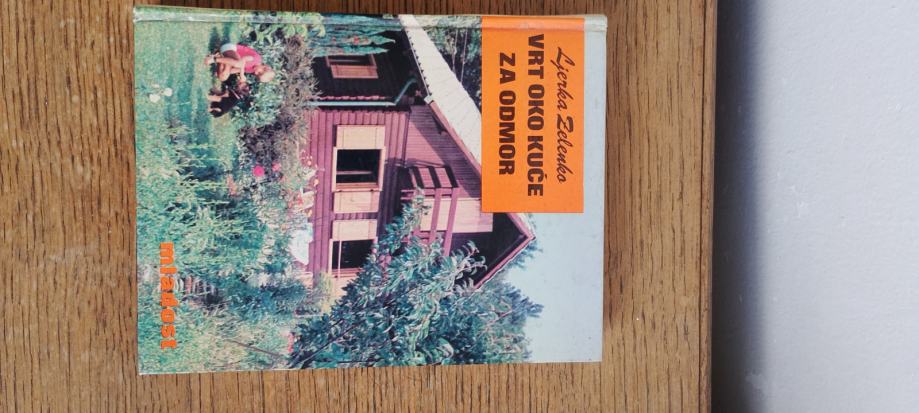 Ljerka Zelenko
VRT OKO KUĆE
ZA ODMOR
mladost